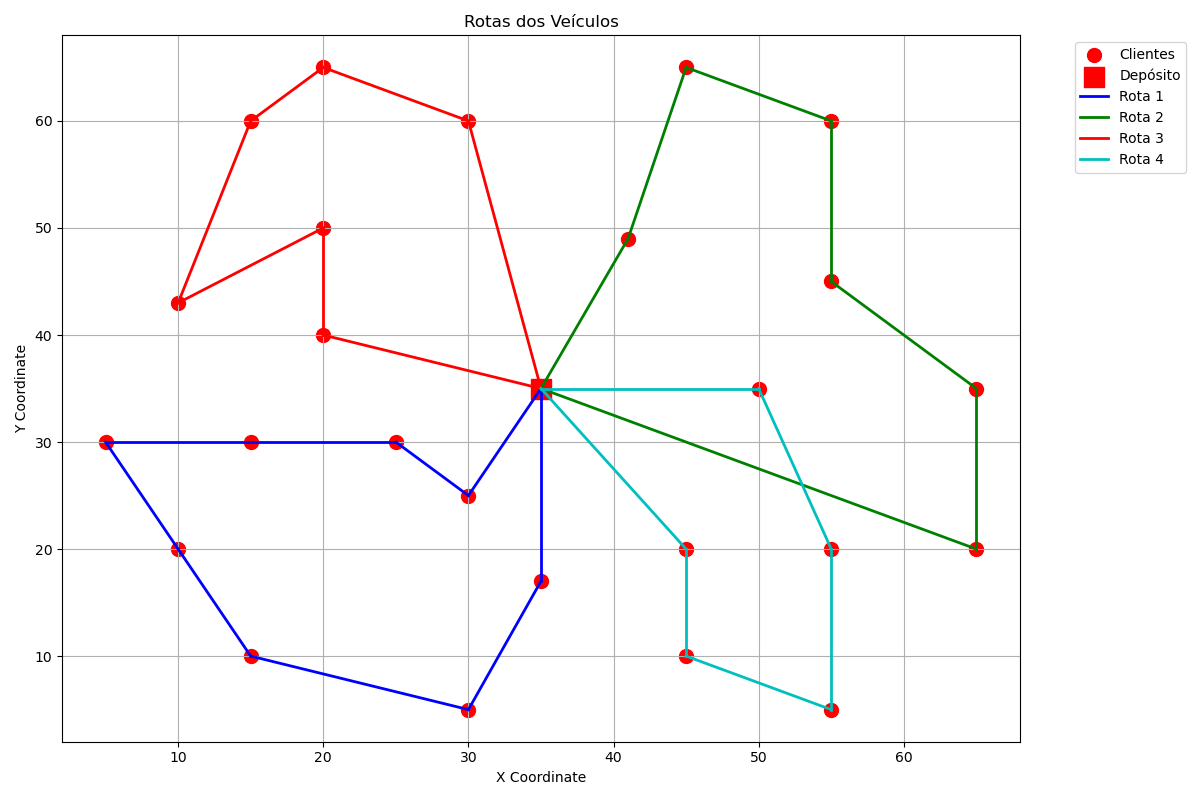 Rotas dos Veículos
Clientes
Depósito
Rota 1
Rota 2
Rota 3
Rota 4
Y Coordinate
60
50
40
30
20
10
10 20 30 40 50 60
X Coordinate